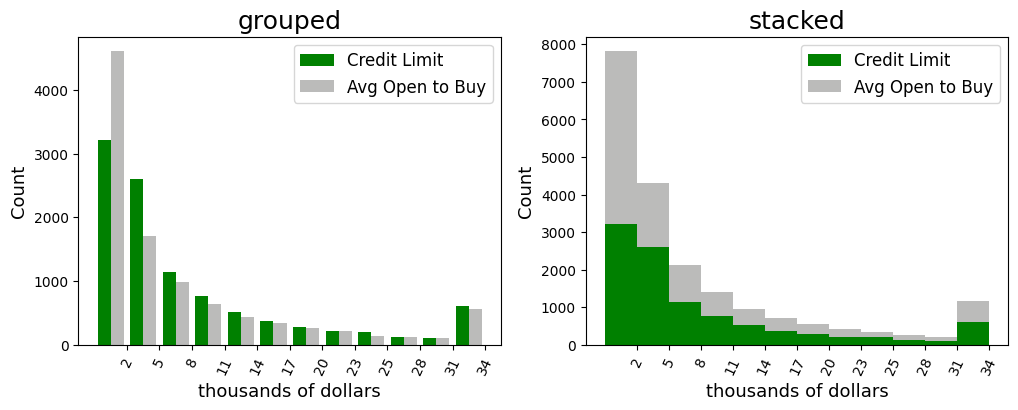 grouped
Count
4000
3000
2000
1000
0
Credit Limit
Avg Open to Buy
2 5 8 11 14 17 20 23 25 28 31 34
thousands of dollars
stacked
Count
8000
7000
6000
5000
4000
3000
2000
1000
0
Credit Limit
Avg Open to Buy
2 5 8 11 14 17 20 23 25 28 31 34
thousands of dollars